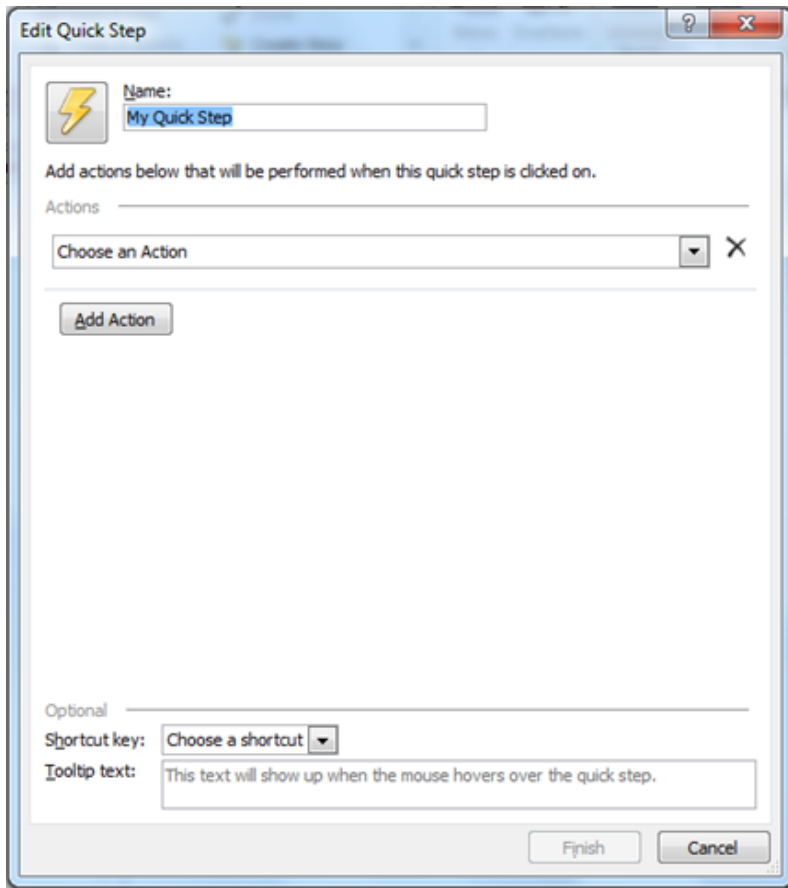 Edit Quick Step
Name:
My Quick Step
Add actions below that will be performed when this quick step is clicked on.
Actions
Choose an Action
Add Action
Optional
Shortcut key: Choose a shortcut
Tooltip text: This text will show up when the mouse hovers over the quick step.
Finish Cancel